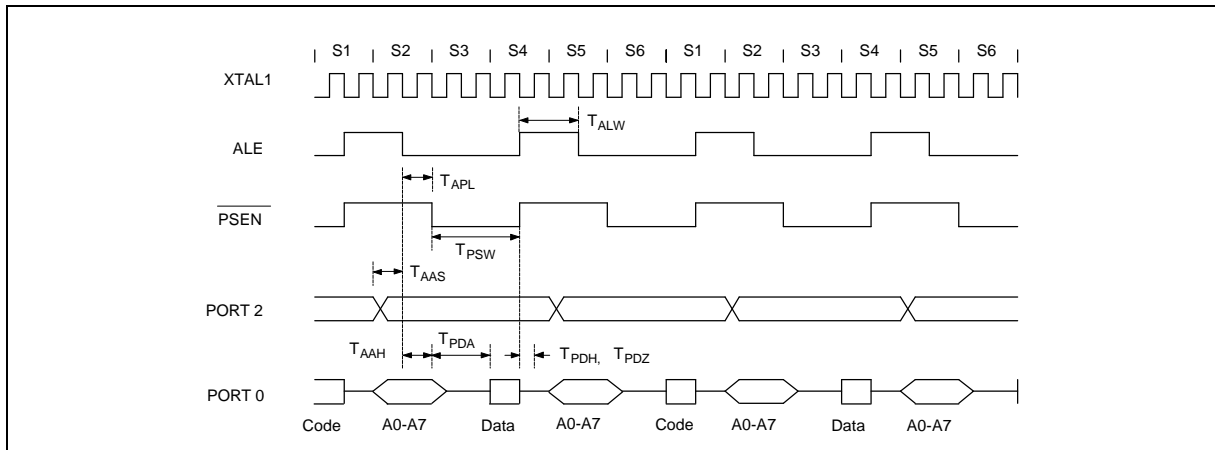 S1 S2 S3 S4 S5 S6 S1 S2 S3 S4 S5 S6
XTAL1
TALW
ALE
TAPL
PSEN
TPSW
TAAS
PORT 2
TAAH TPDA TPDH, TPDZ
PORT 0
Code A0-A7 Data A0-A7 Code A0-A7 Data A0-A7